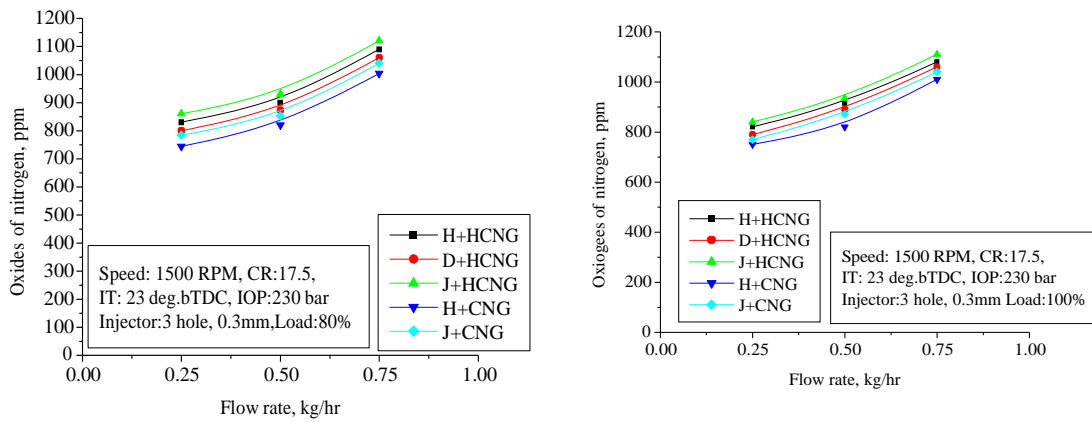 Oxides of nitrogen, ppm
1100
1000
900
800
700
600
500
400
300
200
100
0
0.00 0.25 0.50 0.75 1.00
Flow rate, kg/hr
Speed: 1500 RPM, CR:17.5,
IT: 23 deg.bTDC, IOP:230 bar
Injector:3 hole, 0.3mm,Load:80%
H+HCNG
D+HCNG
J+HCNG
H+CNG
J+CNG
Oxiogees of nitrogen, ppm
1200
1000
800
600
400
200
0
0.00 0.25 0.50 0.75 1.00
Flow rate, kg/hr
H+HCNG
D+HCNG
J+HCNG
H+CNG
J+CNG
Speed: 1500 RPM, CR:17.5,
IT: 23 deg.bTDC, IOP:230 bar
Injector:3 hole, 0.3mm Load:100%